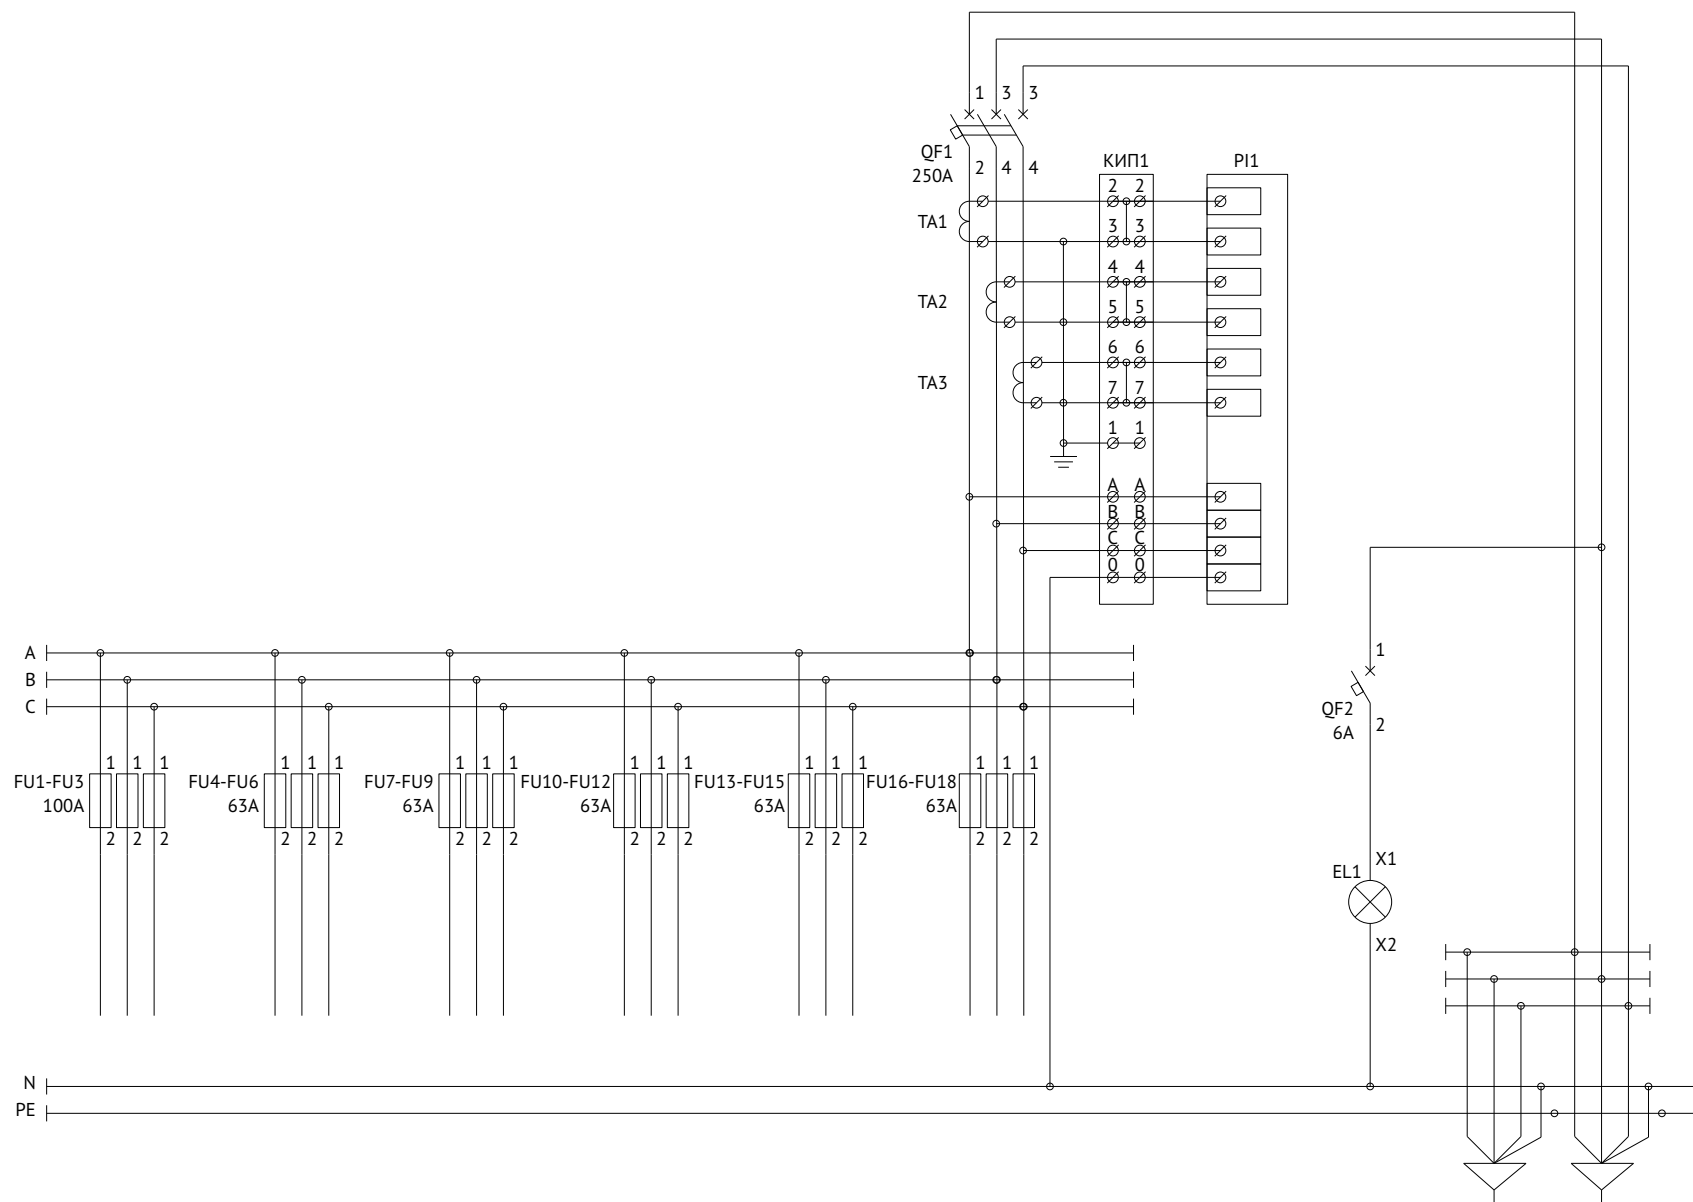 1 3 3
QF1
250A
2 4 4
КИП1 PI1
2 2
TA1
3 3
4 4
TA2
5 5
6 6
TA3
7 7
1 1
A A
B B
C C
0 0
A
B
C
1
QF2
6A
2
1 1 1 1 1 1 1 1 1 1 1 1 1 1 1 1 1 1
FU1-FU3 FU4-FU6 FU7-FU9 FU10-FU12 FU13-FU15 FU16-FU18
100A 63A 63A 63A 63A 63A
2 2 2 2 2 2 2 2 2 2 2 2 2 2 2 2 2 2
X1
EL1
X2
N
PE